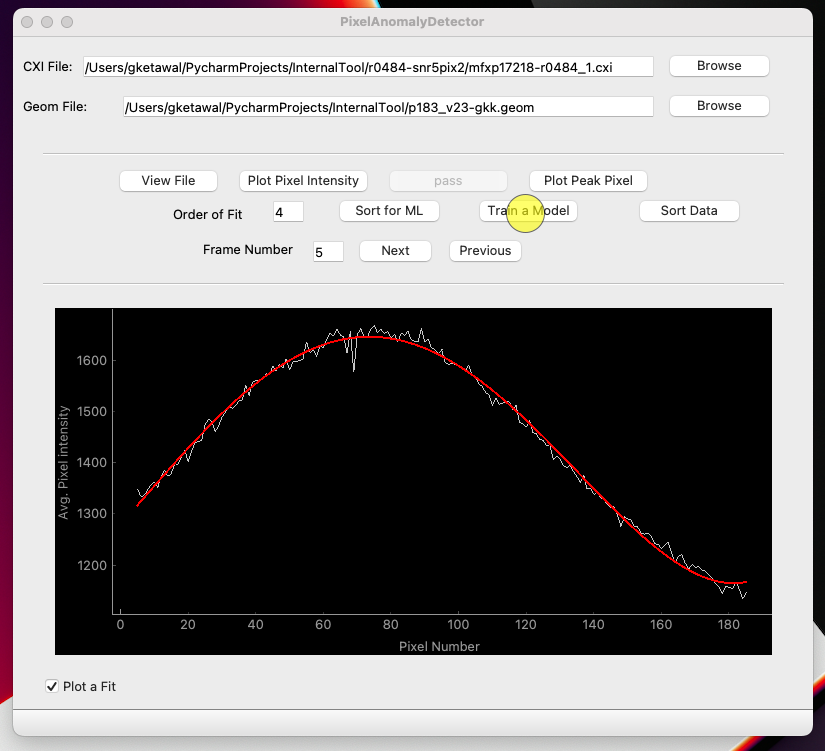 PixelAnomalyDetector
CXI File: /Users/gketawal/PycharmProjects/InternalTool/r0484-snr5pix2/mfxp17218-r0484_1.cxi Browse
Geom File: /Users/gketawal/PycharmProjects/InternalTool/p183_v23-gkk.geom Browse
View File Plot Pixel Intensity pass Plot Peak Pixel
Order of Fit 4 Sort for ML Train a Model Sort Data
Frame Number 5 Next Previous
Avg. Pixel intensity
1600
1500
1400
1300
1200
0 20 40 60 80 100 120 140 160 180
Pixel Number
Plot a Fit